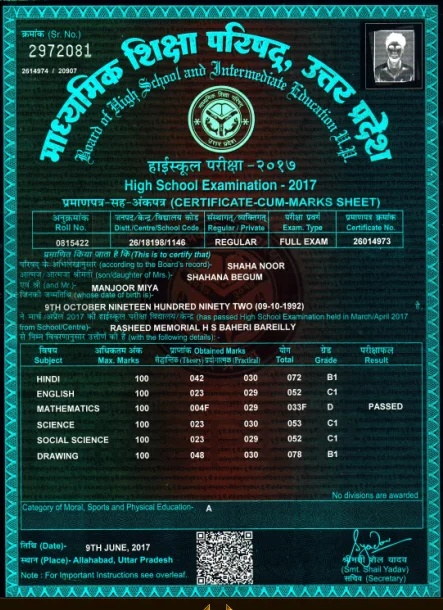 क्रमांक (Sr. No.)
2972081
2614974 / 20907
माध्यमिक शिक्षा परिषद्, उत्तर प्रदेश
Board of High School and Intermediate Education U.P.
हाईस्कूल परीक्षा -२०१७
High School Examination - 2017
प्रमाणपत्र-सह-अंकपत्र (CERTIFICATE-CUM-MARKS SHEET)
अनुक्रमांक जनपद/केन्द्र/विद्यालय कोड संस्थागत/व्यक्तिगत परीक्षा प्रवर्ग प्रमाणपत्र क्रमांक
Roll No. Distt./Centre/School Code Regular / Private Exam. Type Certificate No.
0815422 26/18198/1146 REGULAR FULL EXAM 26014973
प्रमाणित किया जाता है कि (This is to certify that)
परिषद के अभिलेखानुसार (according to the Board's record)- SHAHA NOOR
आत्मज/आत्मजा श्रीमती (son/daughter of Mrs.)- SHAHANA BEGUM
एवं श्री (and Mr.)- MANJOOR MIYA
जिनकी जन्मतिथि (whose date of birth is)-
9TH OCTOBER NINETEEN HUNDRED NINETY TWO (09-10-1992) है
ने मार्च/अप्रैल 2017 की हाईस्कूल परीक्षा विद्यालय/केन्द्र (has passed High School Examination held in March/April 2017
from School/Centre)- RASHEED MEMORIAL H S BAHERI BAREILLY
से निम्न विवरणानुसार उत्तीर्ण की है (with the following details) :-
विषय अधिकतम अंक प्राप्तांक Obtained Marks योग ग्रेड परीक्षाफल
Subject Max. Marks सैद्धान्तिक (Theory) प्रयोगात्मक (Practical) Total Grade Result
HINDI 100 042 030 072 B1
ENGLISH 100 023 029 052 C1
MATHEMATICS 100 004F 029 033F D PASSED
SCIENCE 100 023 030 053 C1
SOCIAL SCIENCE 100 023 029 052 C1
DRAWING 100 048 030 078 B1
No divisions are awarded
Category of Moral, Sports and Physical Education- A
तिथि (Date)- 9TH JUNE, 2017
स्थान (Place)- Allahabad, Uttar Pradesh
Note : For Important Instructions see overleaf.
श्रीमती शैल यादव
(Smt. Shail Yadav)
सचिव (Secretary)